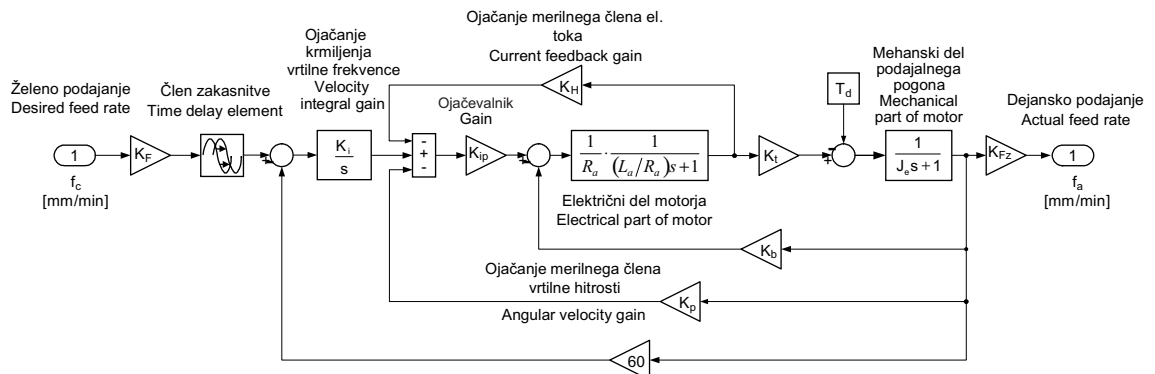 Želeno podajanje
Desired feed rate
1
f_c
[mm/min]
K_F
Člen zakasnitve
Time delay element
Ojačanje
krmiljenja
vrtilne frekvence
Velocity
integral gain
K_i
s
-
+
-
Ojačevalnik
Gain
K_ip
Ojačanje merilnega člena el.
toka
Current feedback gain
K_H
1/R_a · 1/((L_a/R_a)s+1)
Električni del motorja
Electrical part of motor
K_t
T_d
Mehanski del
podajalnega
pogona
Mechanical
part of motor
1
J_e s+1
K_Fz
Dejansko podajanje
Actual feed rate
1
f_a
[mm/min]
K_b
Ojačanje merilnega člena
vrtilne hitrosti
K_p
Angular velocity gain
60